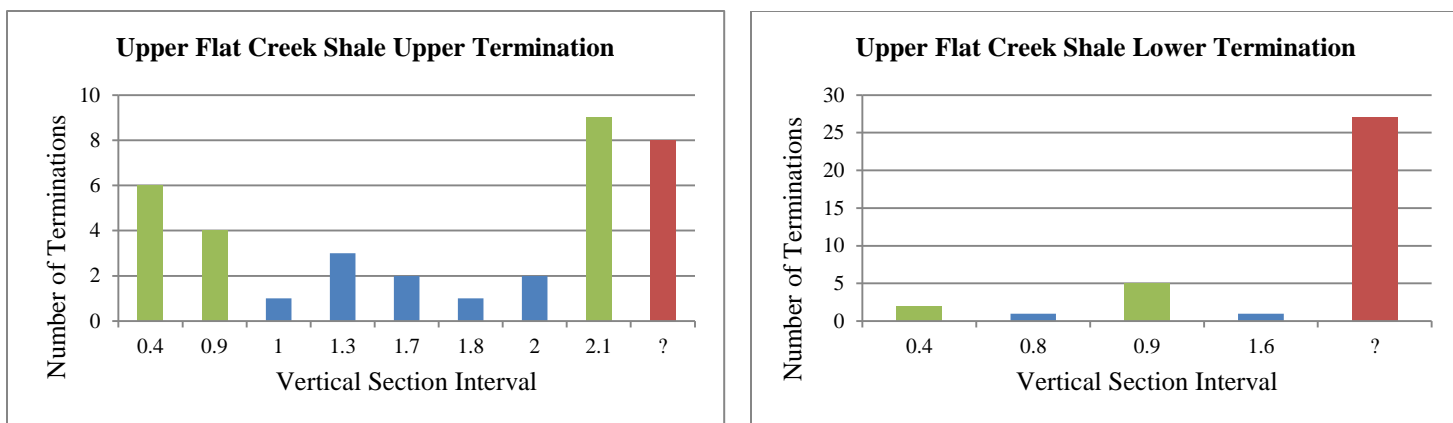 Upper Flat Creek Shale Upper Termination
Number of Terminations
10
8
6
4
2
0
0.4 0.9 1 1.3 1.7 1.8 2 2.1 ?
Vertical Section Interval
Upper Flat Creek Shale Lower Termination
Number of Terminations
30
25
20
15
10
5
0
0.4 0.8 0.9 1.6 ?
Vertical Section Interval